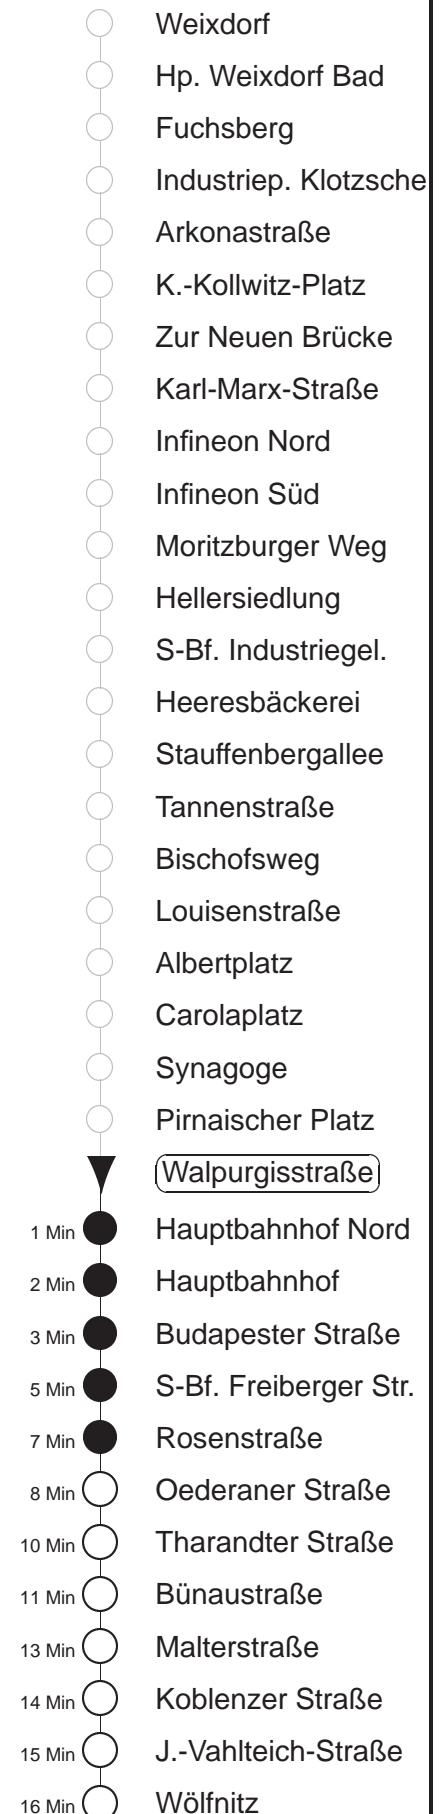 Weixdorf
Hp. Weixdorf Bad
Fuchsberg
Industriep. Klotzsche
Arkonastraße
K.-Kollwitz-Platz
Zur Neuen Brücke
Karl-Marx-Straße
Infineon Nord
Infineon Süd
Moritzburger Weg
Hellersiedlung
S-Bf. Industriegel.
Heeresbäckerei
Stauffenbergallee
Tannenstraße
Bischofsweg
Louisenstraße
Albertplatz
Carolaplatz
Synagoge
Pirnaischer Platz
Walpurgisstraße
1 Min Hauptbahnhof Nord
2 Min Hauptbahnhof
3 Min Budapester Straße
5 Min S-Bf. Freiberger Str.
7 Min Rosenstraße
8 Min Oederaner Straße
10 Min Tharandter Straße
11 Min Bünaustraße
13 Min Malterstraße
14 Min Koblenzer Straße
15 Min J.-Vahlteich-Straße
16 Min Wölfnitz